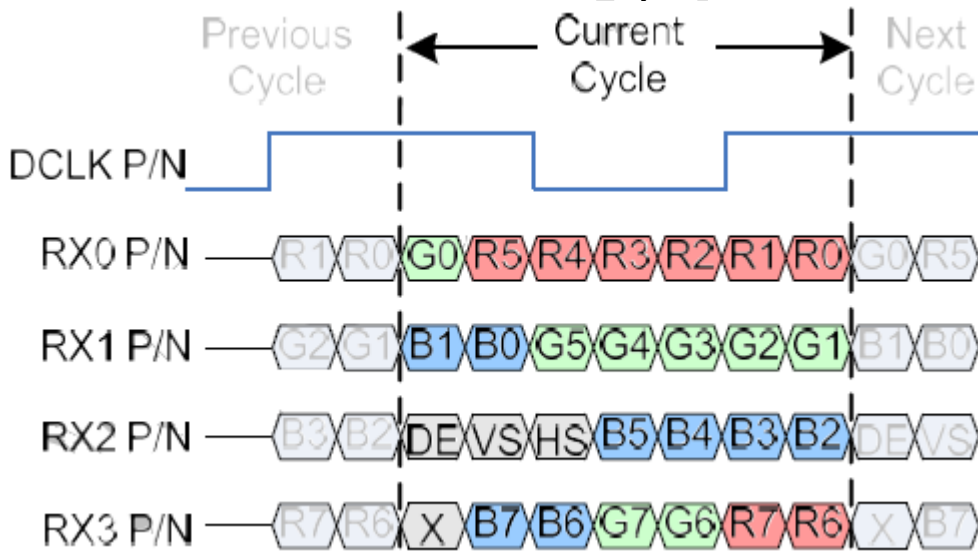 Previous Cycle
Current Cycle
Next Cycle
DCLK P/N
RX0 P/N R1 R0 G0 R5 R4 R3 R2 R1 R0 G0 R5
RX1 P/N G2 G1 B1 B0 G5 G4 G3 G2 G1 B1 B0
RX2 P/N B3 B2 DE VS HS B5 B4 B3 B2 DE VS
RX3 P/N R7 R6 X B7 B6 G7 G6 R7 R6 X B7